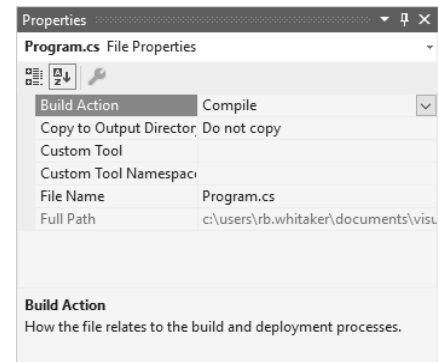 Properties
Program.cs File Properties
Build Action Compile
Copy to Output Director Do not copy
Custom Tool
Custom Tool Namespac
File Name Program.cs
Full Path c:\users\rb.whitaker\documents\visu
Build Action
How the file relates to the build and deployment processes.